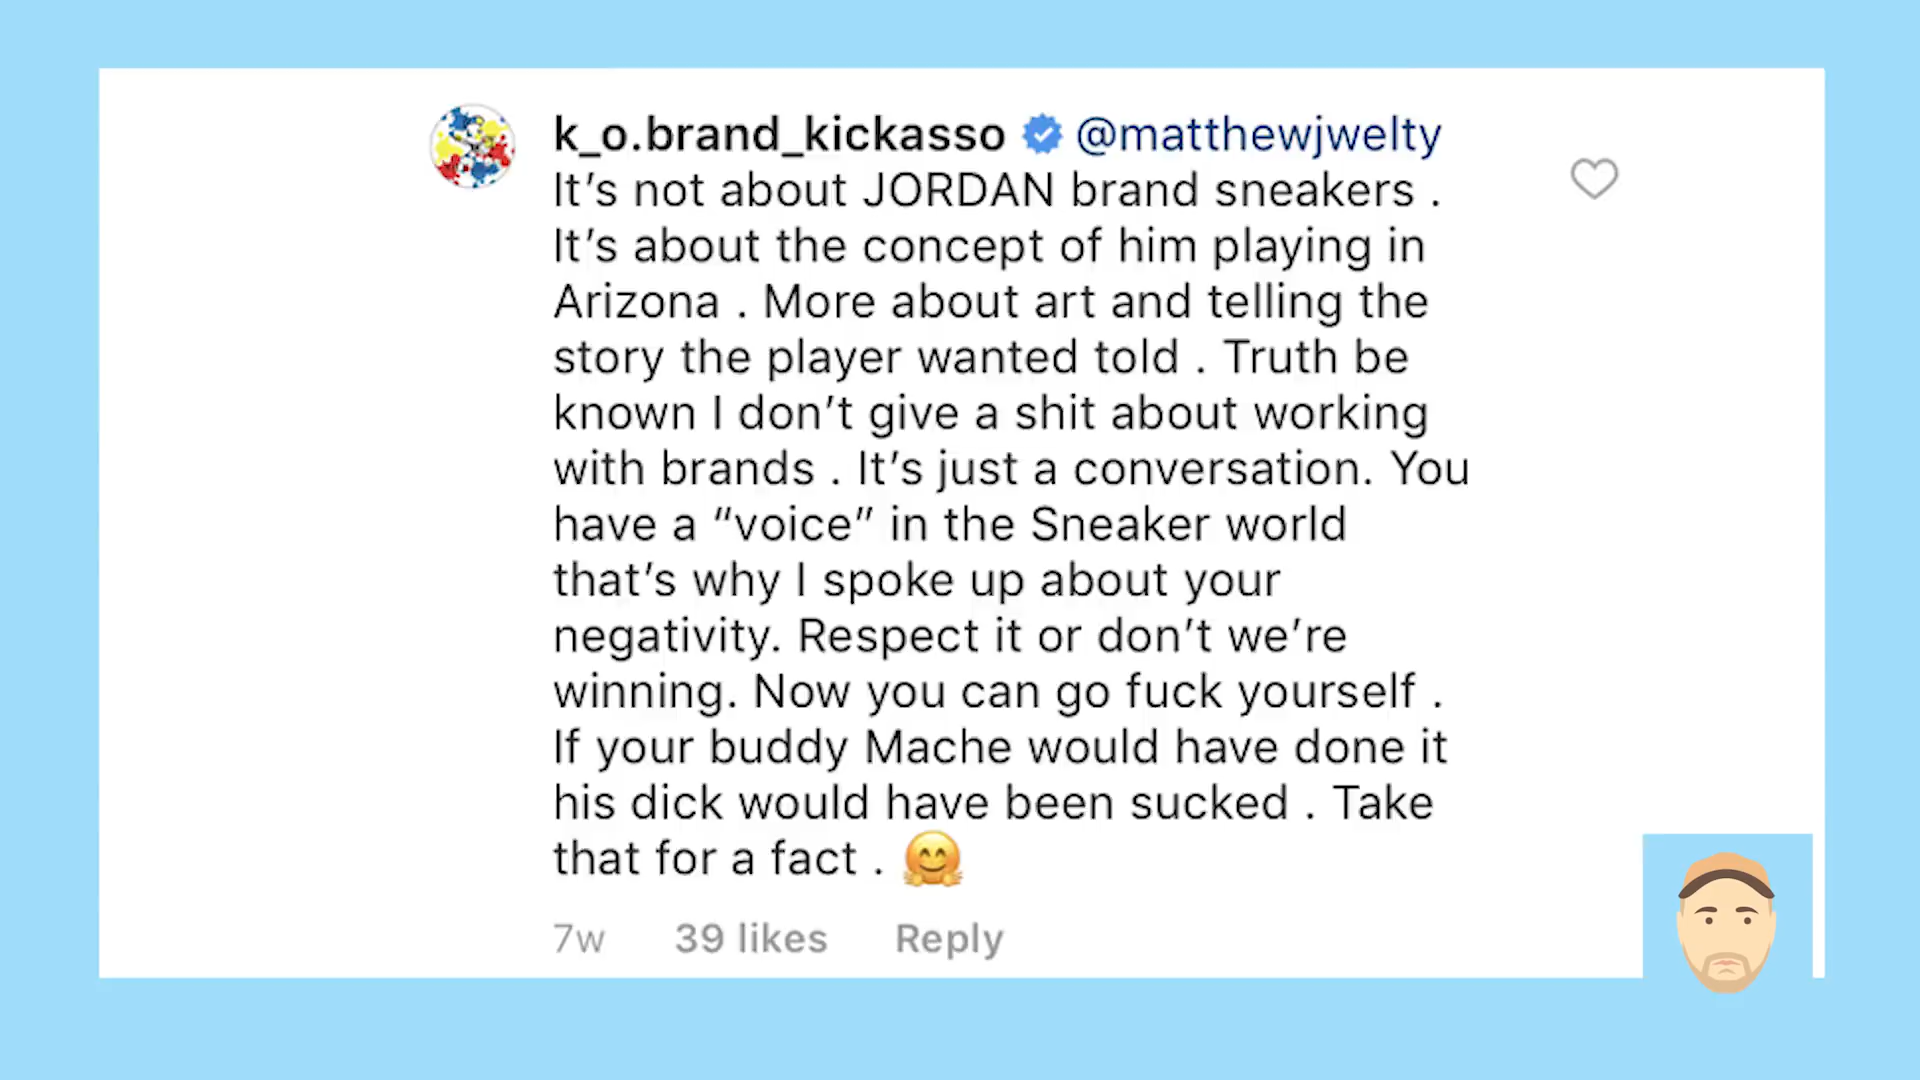 k_o.brand_kickasso @matthewjwelty
It’s not about JORDAN brand sneakers .
It’s about the concept of him playing in
Arizona . More about art and telling the
story the player wanted told . Truth be
known I don’t give a shit about working
with brands . It’s just a conversation. You
have a “voice” in the Sneaker world
that’s why I spoke up about your
negativity. Respect it or don’t we’re
winning. Now you can go fuck yourself .
If your buddy Mache would have done it
his dick would have been sucked . Take
that for a fact . 🤗
7w 39 likes Reply